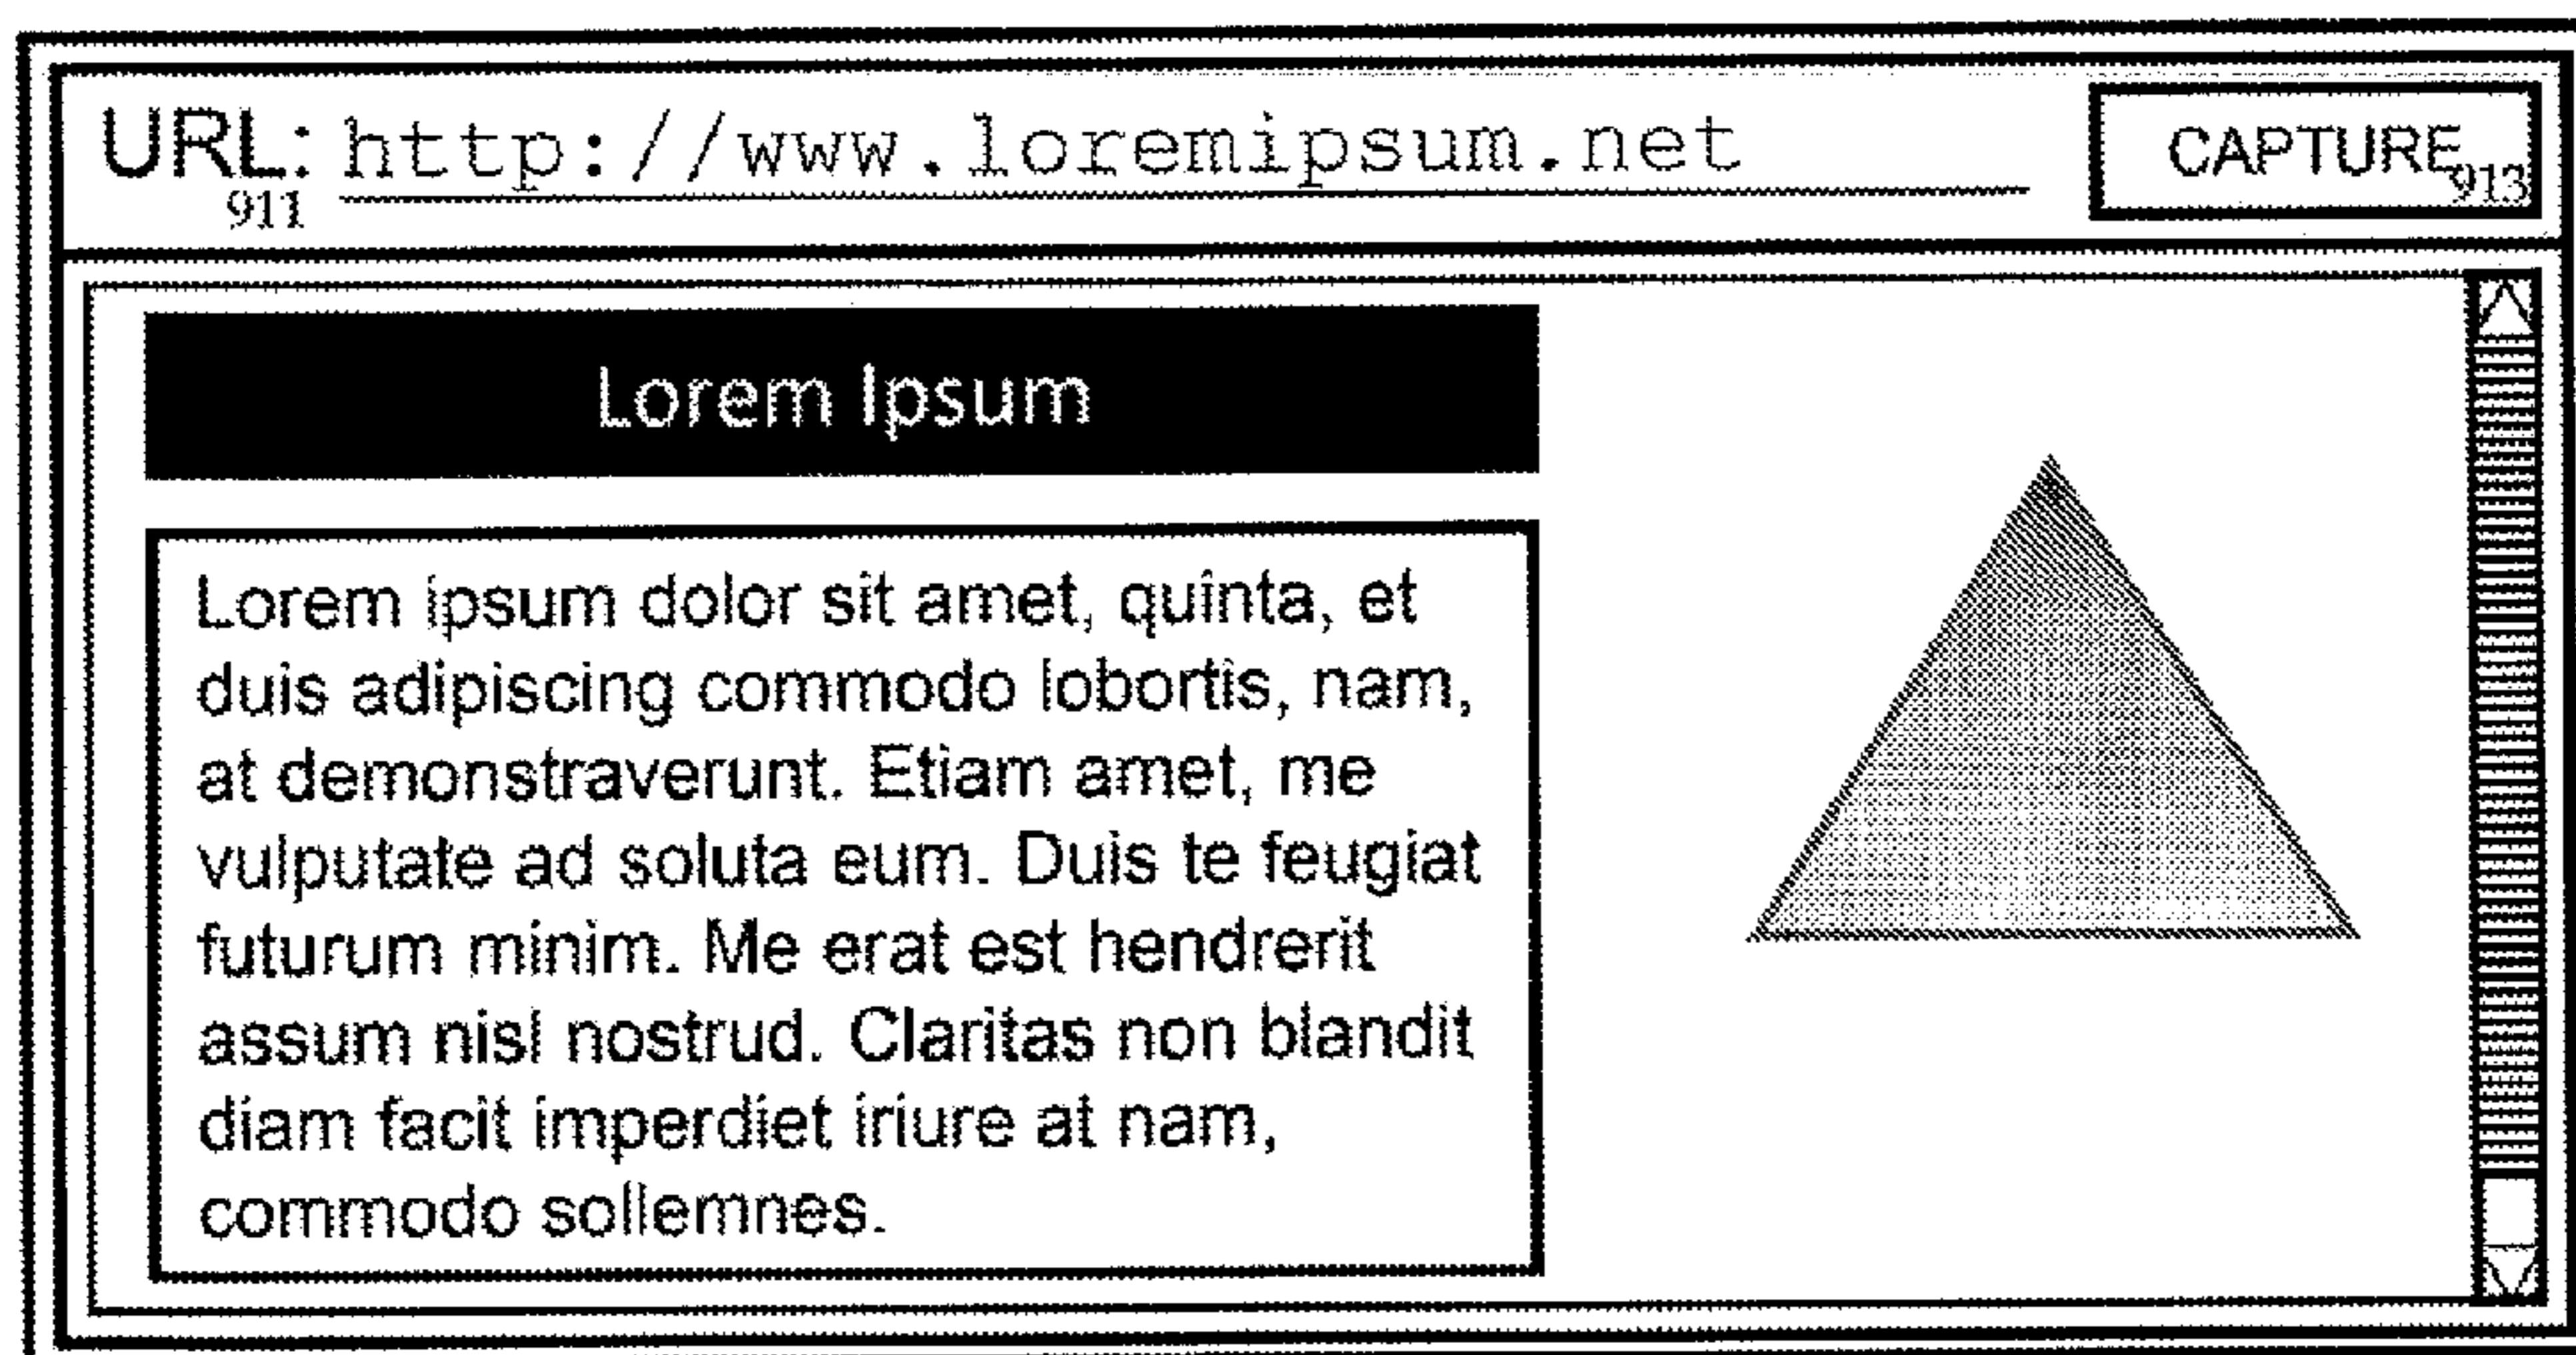 URL: http://www.loremipsum.net CAPTURE
911 913
Lorem Ipsum
Lorem ipsum dolor sit amet, quinta, et
duis adipiscing commodo lobortis, nam,
at demonstraverunt. Etiam amet, me
vulputate ad soluta eum. Duis te feugiat
futurum minim. Me erat est hendrerit
assum nisl nostrud. Claritas non blandit
diam facit imperdiet iriure at nam,
commodo sollemnes.